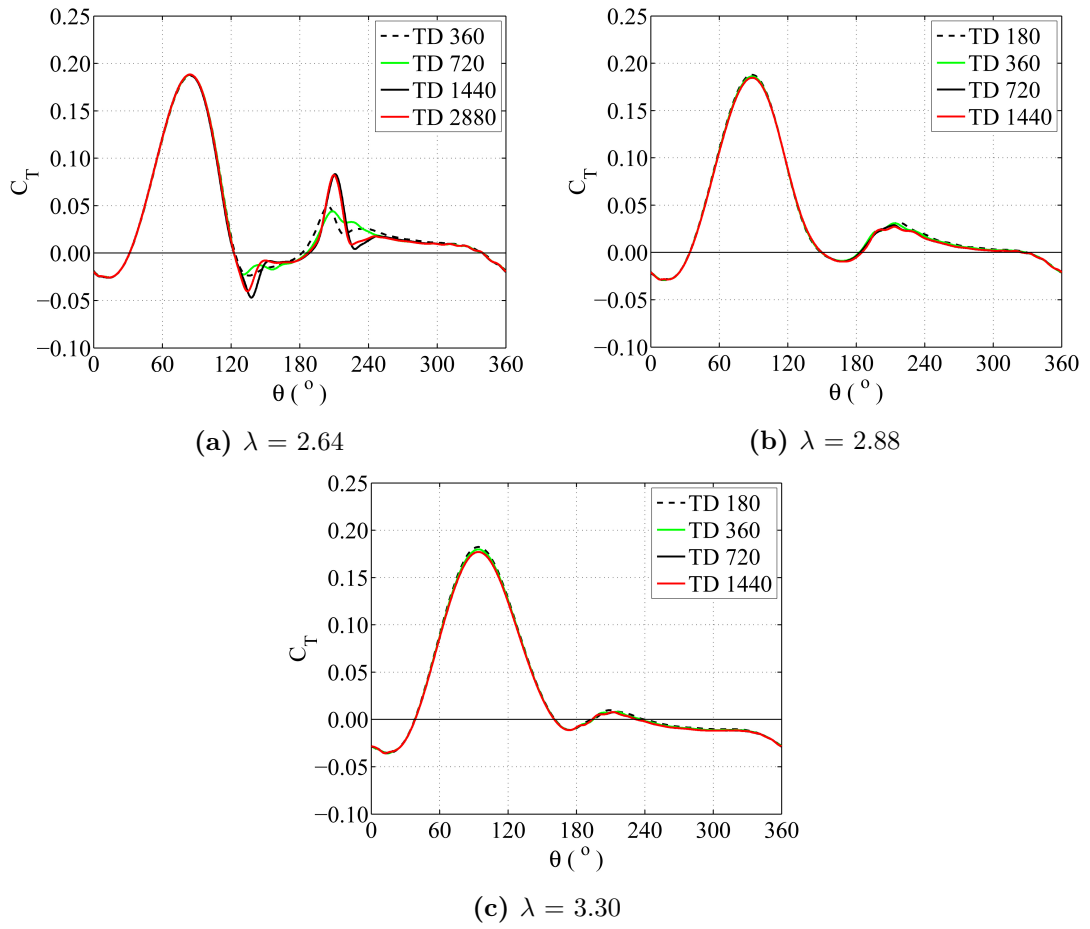 0.25
0.20
0.15
0.10
0.05
0.00
−0.05
−0.10
C_T
TD 360
TD 720
TD 1440
TD 2880
0 60 120 180 240 300 360
θ ( ° )
(a) λ = 2.64
0.25
0.20
0.15
0.10
0.05
0.00
−0.05
−0.10
C_T
TD 180
TD 360
TD 720
TD 1440
0 60 120 180 240 300 360
θ ( ° )
(b) λ = 2.88
0.25
0.20
0.15
0.10
0.05
0.00
−0.05
−0.10
C_T
TD 180
TD 360
TD 720
TD 1440
0 60 120 180 240 300 360
θ ( ° )
(c) λ = 3.30